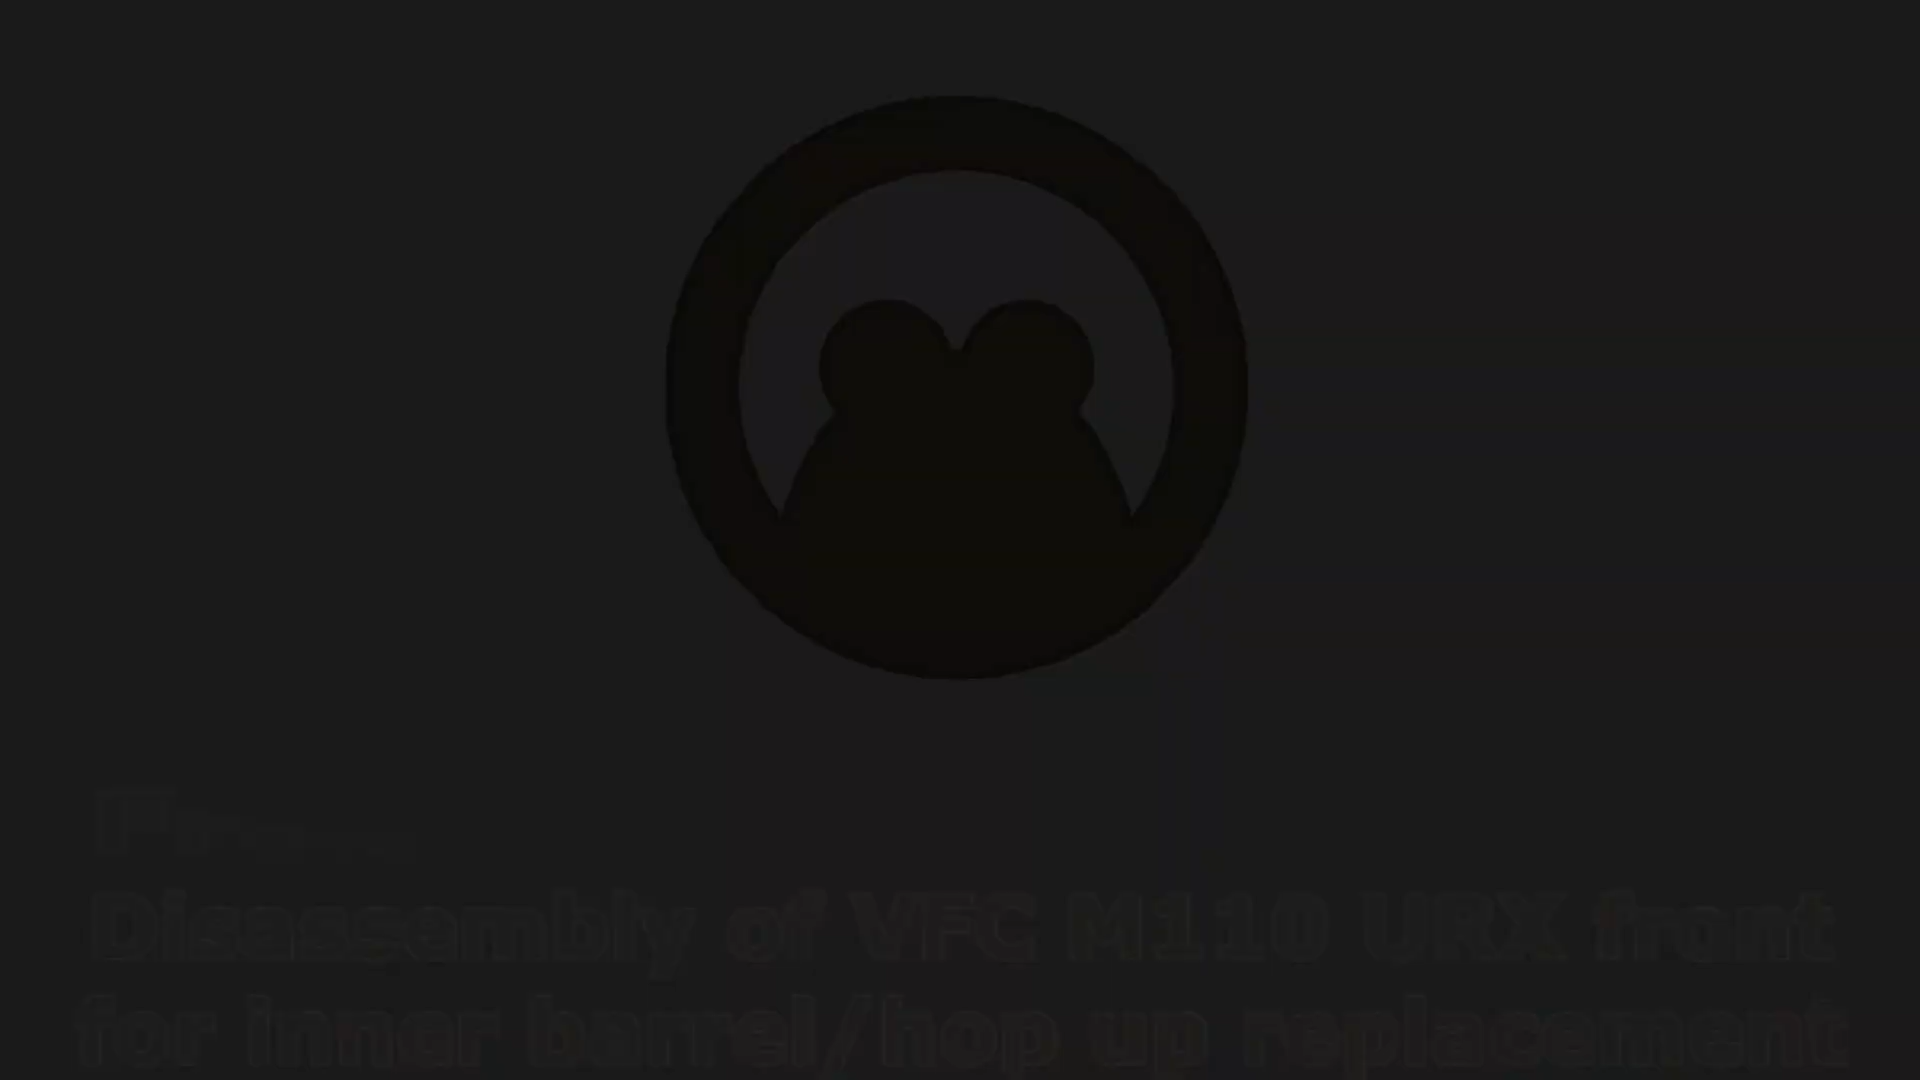 Disassembly of VFC M110 URX front
for inner barrel/hop up replacement